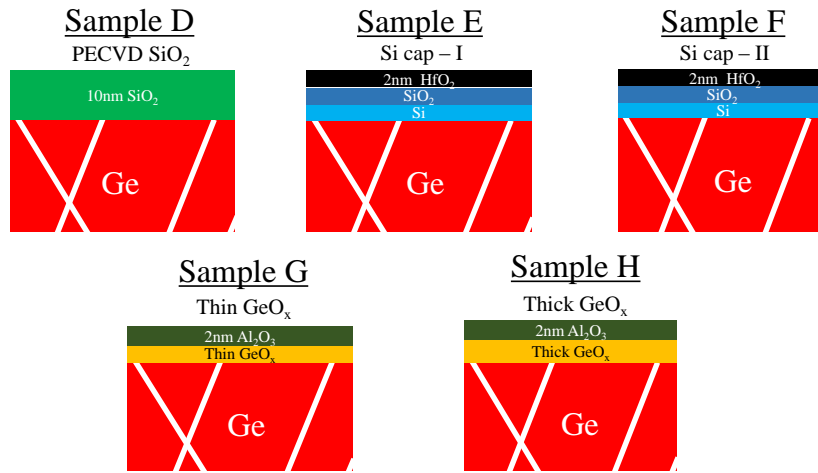 Sample D
PECVD SiO₂
10nm SiO₂
Ge
Sample E
Si cap – I
2nm HfO₂
SiO₂
Si
Ge
Sample F
Si cap – II
2nm HfO₂
SiO₂
Si
Ge
Sample G
Thin GeOₓ
2nm Al₂O₃
Thin GeOₓ
Ge
Sample H
Thick GeOₓ
2nm Al₂O₃
Thick GeOₓ
Ge